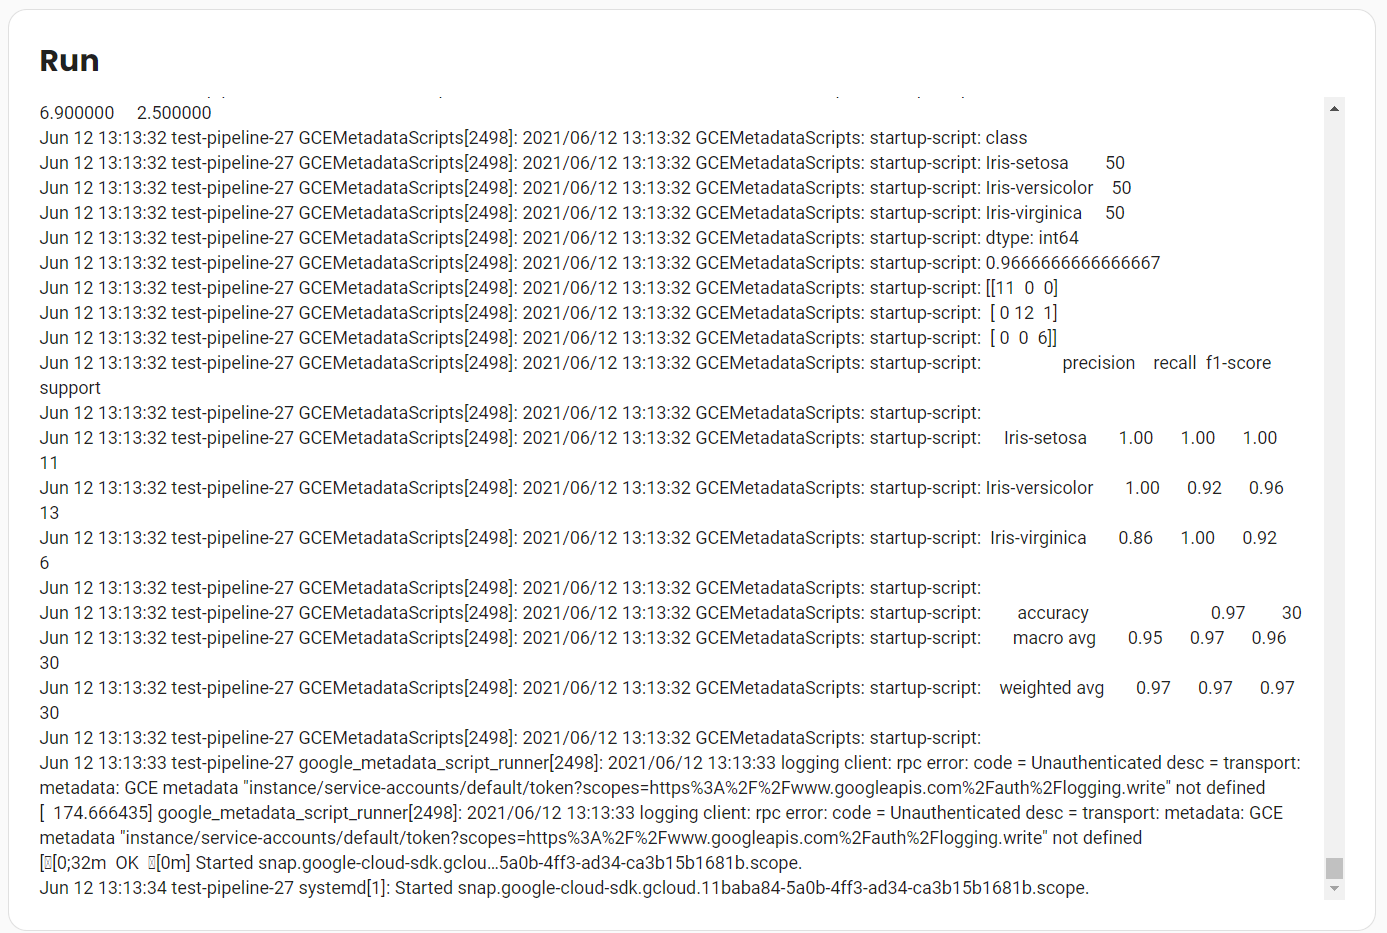 Run
6.900000     2.500000
Jun 12 13:13:32 test-pipeline-27 GCEMetadataScripts[2498]: 2021/06/12 13:13:32 GCEMetadataScripts: startup-script: class
Jun 12 13:13:32 test-pipeline-27 GCEMetadataScripts[2498]: 2021/06/12 13:13:32 GCEMetadataScripts: startup-script: Iris-setosa        50
Jun 12 13:13:32 test-pipeline-27 GCEMetadataScripts[2498]: 2021/06/12 13:13:32 GCEMetadataScripts: startup-script: Iris-versicolor    50
Jun 12 13:13:32 test-pipeline-27 GCEMetadataScripts[2498]: 2021/06/12 13:13:32 GCEMetadataScripts: startup-script: Iris-virginica     50
Jun 12 13:13:32 test-pipeline-27 GCEMetadataScripts[2498]: 2021/06/12 13:13:32 GCEMetadataScripts: startup-script: dtype: int64
Jun 12 13:13:32 test-pipeline-27 GCEMetadataScripts[2498]: 2021/06/12 13:13:32 GCEMetadataScripts: startup-script: 0.9666666666666667
Jun 12 13:13:32 test-pipeline-27 GCEMetadataScripts[2498]: 2021/06/12 13:13:32 GCEMetadataScripts: startup-script: [[11  0  0]
Jun 12 13:13:32 test-pipeline-27 GCEMetadataScripts[2498]: 2021/06/12 13:13:32 GCEMetadataScripts: startup-script:  [ 0 12  1]
Jun 12 13:13:32 test-pipeline-27 GCEMetadataScripts[2498]: 2021/06/12 13:13:32 GCEMetadataScripts: startup-script:  [ 0  0  6]]
Jun 12 13:13:32 test-pipeline-27 GCEMetadataScripts[2498]: 2021/06/12 13:13:32 GCEMetadataScripts: startup-script:                  precision    recall  f1-score
support
Jun 12 13:13:32 test-pipeline-27 GCEMetadataScripts[2498]: 2021/06/12 13:13:32 GCEMetadataScripts: startup-script:
Jun 12 13:13:32 test-pipeline-27 GCEMetadataScripts[2498]: 2021/06/12 13:13:32 GCEMetadataScripts: startup-script:     Iris-setosa       1.00      1.00      1.00
11
Jun 12 13:13:32 test-pipeline-27 GCEMetadataScripts[2498]: 2021/06/12 13:13:32 GCEMetadataScripts: startup-script: Iris-versicolor       1.00      0.92      0.96
13
Jun 12 13:13:32 test-pipeline-27 GCEMetadataScripts[2498]: 2021/06/12 13:13:32 GCEMetadataScripts: startup-script:  Iris-virginica       0.86      1.00      0.92
6
Jun 12 13:13:32 test-pipeline-27 GCEMetadataScripts[2498]: 2021/06/12 13:13:32 GCEMetadataScripts: startup-script:
Jun 12 13:13:32 test-pipeline-27 GCEMetadataScripts[2498]: 2021/06/12 13:13:32 GCEMetadataScripts: startup-script:        accuracy                           0.97        30
Jun 12 13:13:32 test-pipeline-27 GCEMetadataScripts[2498]: 2021/06/12 13:13:32 GCEMetadataScripts: startup-script:       macro avg       0.95      0.97      0.96
30
Jun 12 13:13:32 test-pipeline-27 GCEMetadataScripts[2498]: 2021/06/12 13:13:32 GCEMetadataScripts: startup-script:    weighted avg       0.97      0.97      0.97
30
Jun 12 13:13:32 test-pipeline-27 GCEMetadataScripts[2498]: 2021/06/12 13:13:32 GCEMetadataScripts: startup-script:
Jun 12 13:13:33 test-pipeline-27 google_metadata_script_runner[2498]: 2021/06/12 13:13:33 logging client: rpc error: code = Unauthenticated desc = transport:
metadata: GCE metadata "instance/service-accounts/default/token?scopes=https%3A%2F%2Fwww.googleapis.com%2Fauth%2Flogging.write" not defined
[  174.666435] google_metadata_script_runner[2498]: 2021/06/12 13:13:33 logging client: rpc error: code = Unauthenticated desc = transport: metadata: GCE
metadata "instance/service-accounts/default/token?scopes=https%3A%2F%2Fwww.googleapis.com%2Fauth%2Flogging.write" not defined
[[0;32m  OK  [0m] Started snap.google-cloud-sdk.gclou…5a0b-4ff3-ad34-ca3b15b1681b.scope.
Jun 12 13:13:34 test-pipeline-27 systemd[1]: Started snap.google-cloud-sdk.gcloud.11baba84-5a0b-4ff3-ad34-ca3b15b1681b.scope.